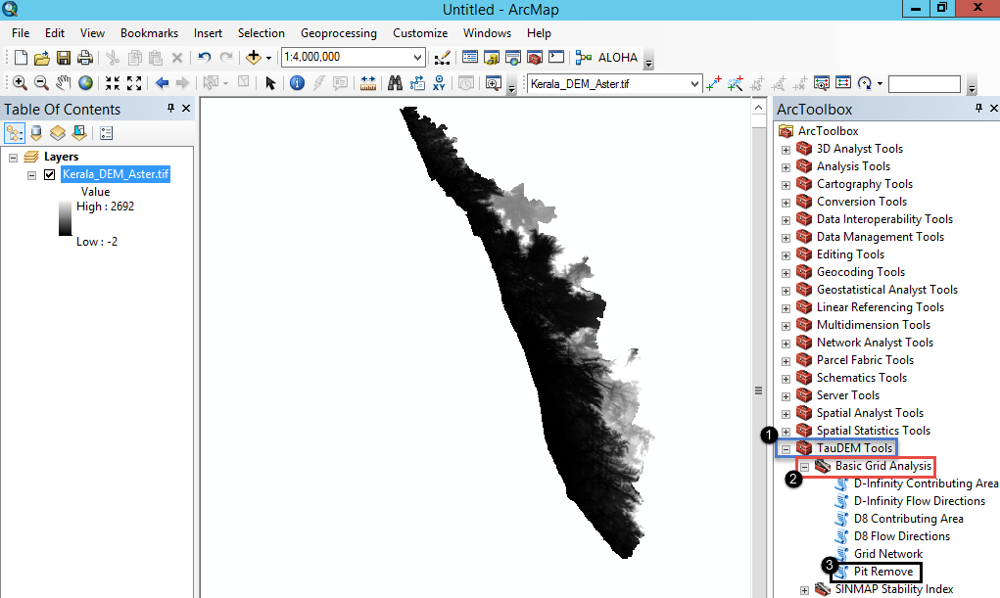 Untitled - ArcMap
File Edit View Bookmarks Insert Selection Geoprocessing Customize Windows Help
1:4,000,000 ALOHA
Kerala_DEM_Aster.tif
Table Of Contents
Layers
Kerala_DEM_Aster.tif
Value
High : 2692
Low : -2
ArcToolbox
ArcToolbox
3D Analyst Tools
Analysis Tools
Cartography Tools
Conversion Tools
Data Interoperability Tools
Data Management Tools
Editing Tools
Geocoding Tools
Geostatistical Analyst Tools
Linear Referencing Tools
Multidimension Tools
Network Analyst Tools
Parcel Fabric Tools
Schematics Tools
Server Tools
Spatial Analyst Tools
Spatial Statistics Tools
1 TauDEM Tools
2 Basic Grid Analysis
D-Infinity Contributing Area
D-Infinity Flow Directions
D8 Contributing Area
D8 Flow Directions
Grid Network
3 Pit Remove
SINMAP Stability Index